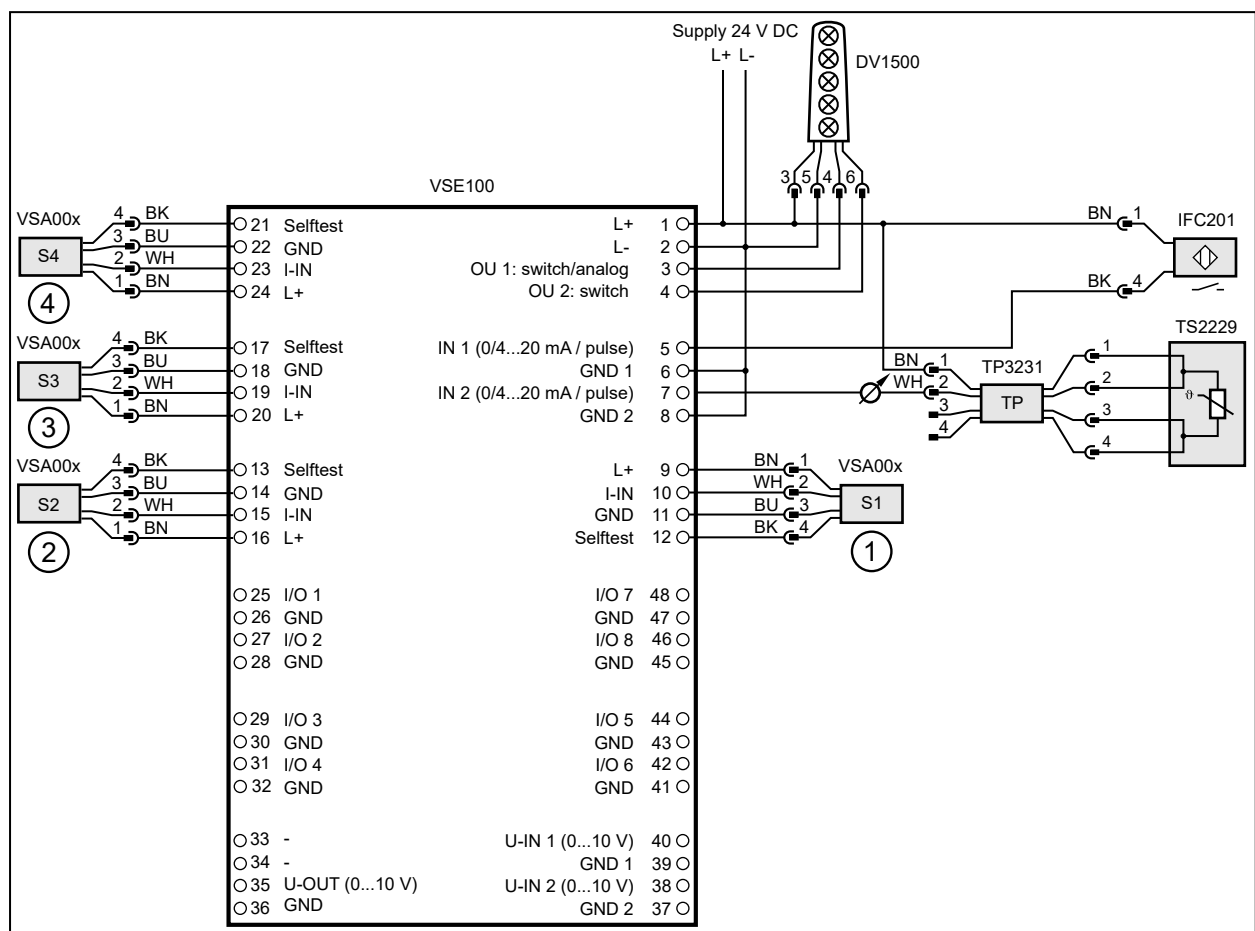 Supply 24 V DC
L+ L-
DV1500
3 5 4 6
VSE100
VSA00x
S4
4
4 BK
3 BU
2 WH
1 BN
21 Selftest
22 GND
23 I-IN
24 L+
VSA00x
S3
3
4 BK
3 BU
2 WH
1 BN
17 Selftest
18 GND
19 I-IN
20 L+
VSA00x
S2
2
4 BK
3 BU
2 WH
1 BN
13 Selftest
14 GND
15 I-IN
16 L+
25 I/O 1
26 GND
27 I/O 2
28 GND
29 I/O 3
30 GND
31 I/O 4
32 GND
33 -
34 -
35 U-OUT (0...10 V)
36 GND
L+ 1
L- 2
OU 1: switch/analog 3
OU 2: switch 4
IN 1 (0/4...20 mA / pulse) 5
GND 1 6
IN 2 (0/4...20 mA / pulse) 7
GND 2 8
L+ 9
I-IN 10
GND 11
Selftest 12
I/O 7 48
GND 47
I/O 8 46
GND 45
I/O 5 44
GND 43
I/O 6 42
GND 41
U-IN 1 (0...10 V) 40
GND 1 39
U-IN 2 (0...10 V) 38
GND 2 37
BN 1
BK 4
IFC201
BN 1
WH 2
3
4
TP3231
TP
1
2
3
4
TS2229
ϑ
BN 1
WH 2
BU 3
BK 4
VSA00x
S1
1